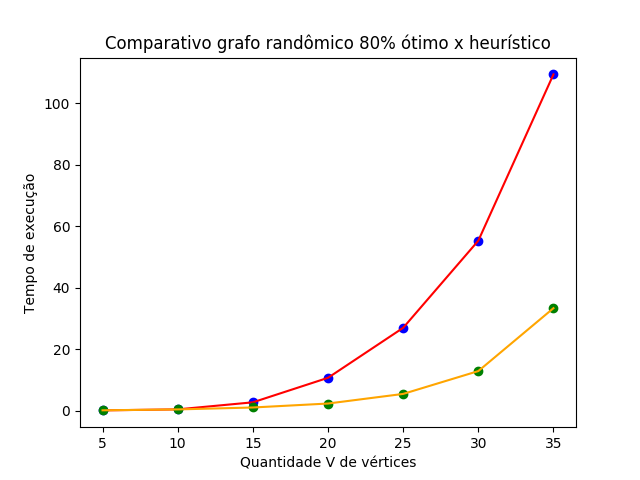 Comparativo grafo randômico 80% ótimo x heurístico
100
80
60
40
20
0
Tempo de execução
5 10 15 20 25 30 35
Quantidade V de vértices